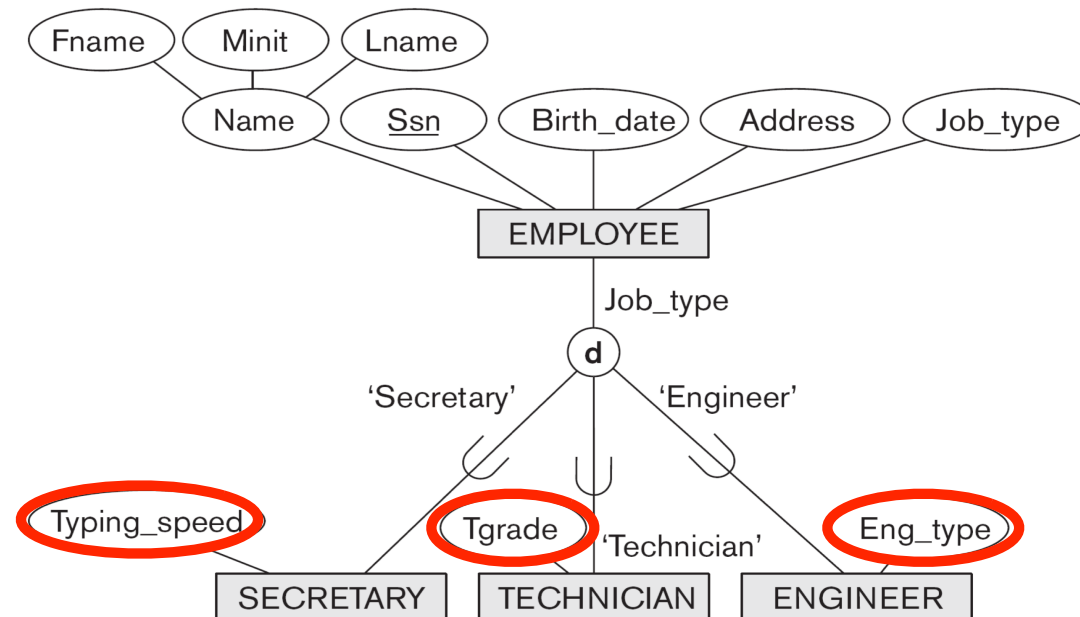 Fname Minit Lname
Name Ssn Birth_date Address Job_type
EMPLOYEE
Job_type
d
‘Secretary’ ‘Engineer’
Typing_speed Tgrade Eng_type
‘Technician’
SECRETARY TECHNICIAN ENGINEER